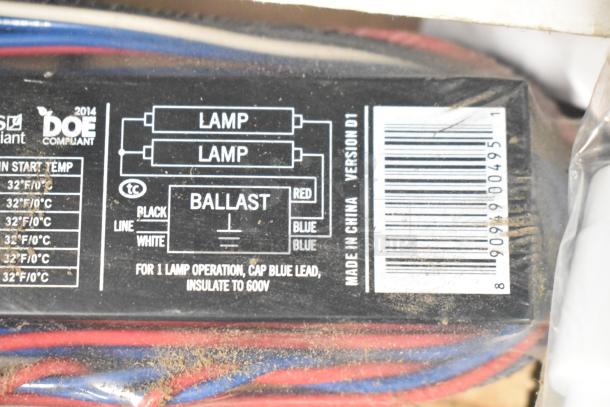 2014
DOE
COMPLIANT
iant
IN START TEMP
32°F/0°C
32°F/0°C
32°F/0°C
32°F/0°C
32°F/0°C
32°F/0°C
LAMP
LAMP
tc
BALLAST
RED
BLACK
LINE
WHITE
BLUE
BLUE
FOR 1 LAMP OPERATION, CAP BLUE LEAD,
INSULATE TO 600V
MADE IN CHINA VERSION D1
8 90949 00495 1